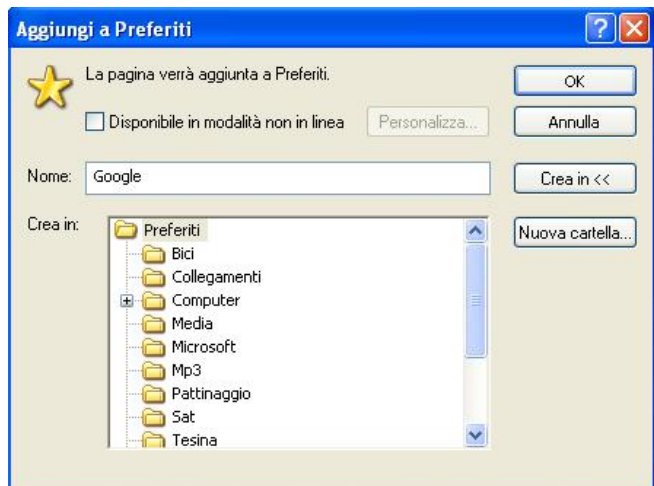 Aggiungi a Preferiti
La pagina verrà aggiunta a Preferiti.
OK
Disponibile in modalità non in linea
Personalizza...
Annulla
Nome:
Google
Crea in <<
Crea in:
Preferiti
Nuova cartella...
Bici
Collegamenti
Computer
Media
Microsoft
Mp3
Pattinaggio
Sat
Tesina